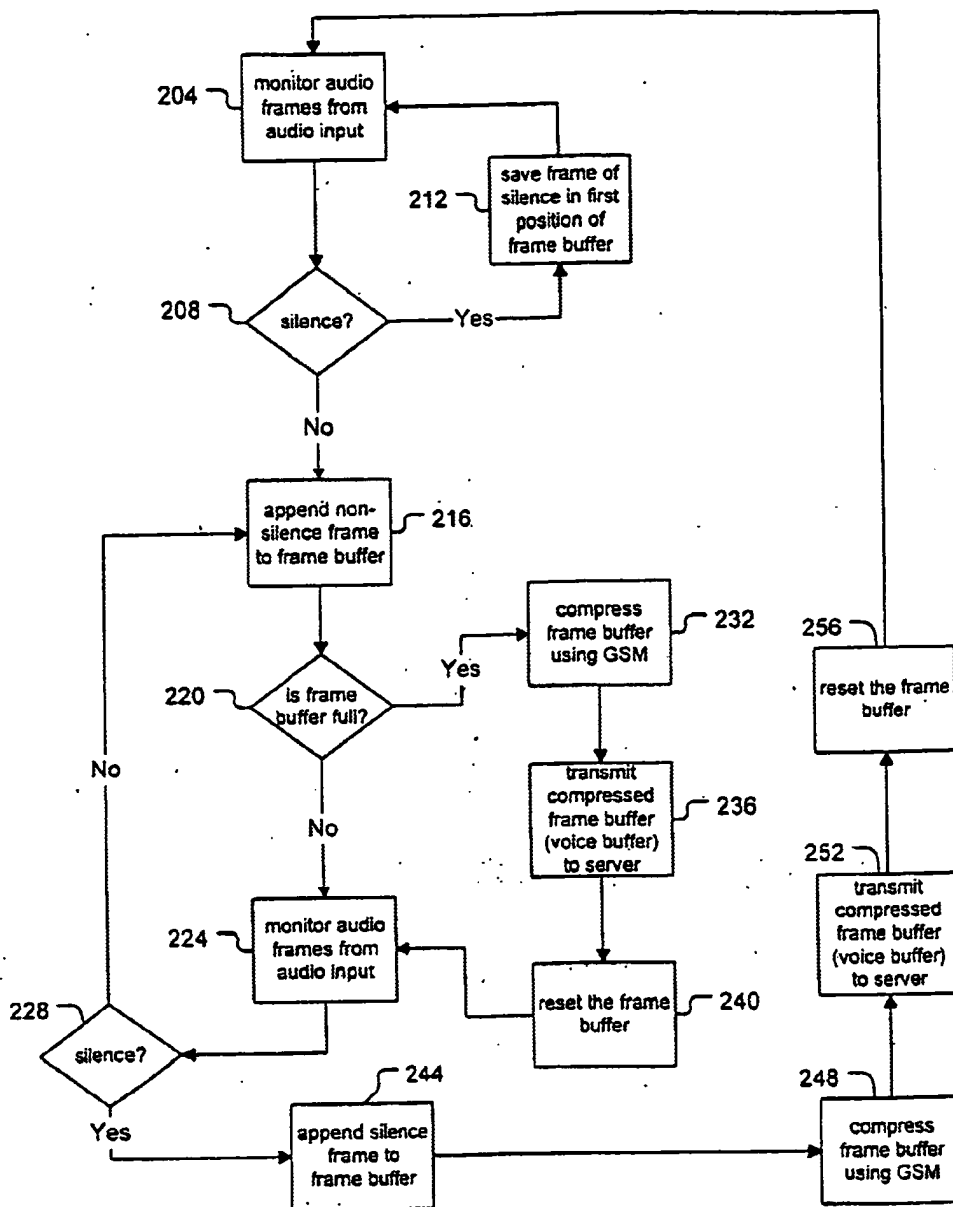 204
monitor audio
frames from
audio input
212
save frame of
silence in first
position of
frame buffer
208
silence?
Yes
No
append non-
silence frame
to frame buffer
216
220
is frame
buffer full?
Yes
No
compress
frame buffer
using GSM
232
transmit
compressed
frame buffer
(voice buffer)
to server
236
reset the frame
buffer
240
224
monitor audio
frames from
audio input
228
silence?
No
Yes
244
append silence
frame to
frame buffer
248
compress
frame buffer
using GSM
252
transmit
compressed
frame buffer
(voice buffer)
to server
256
reset the frame
buffer